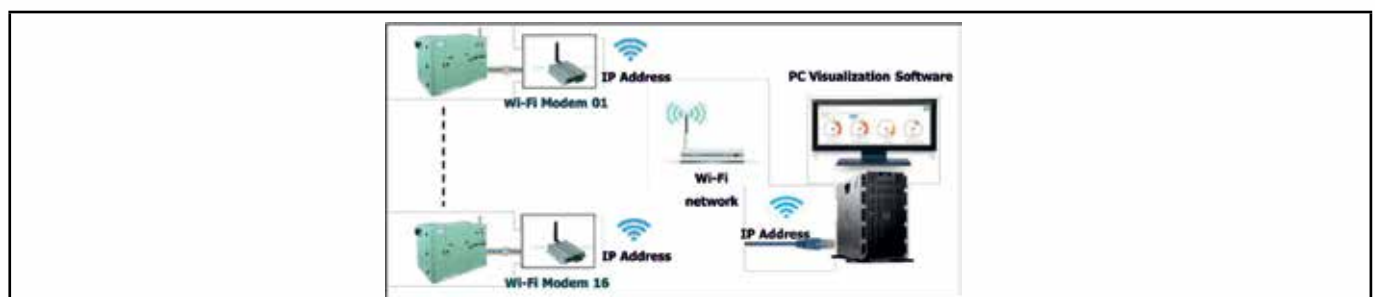 IP Address
Wi-Fi Modem 01
PC Visualization Software
Wi-Fi
network
IP Address
IP Address
Wi-Fi Modem 16